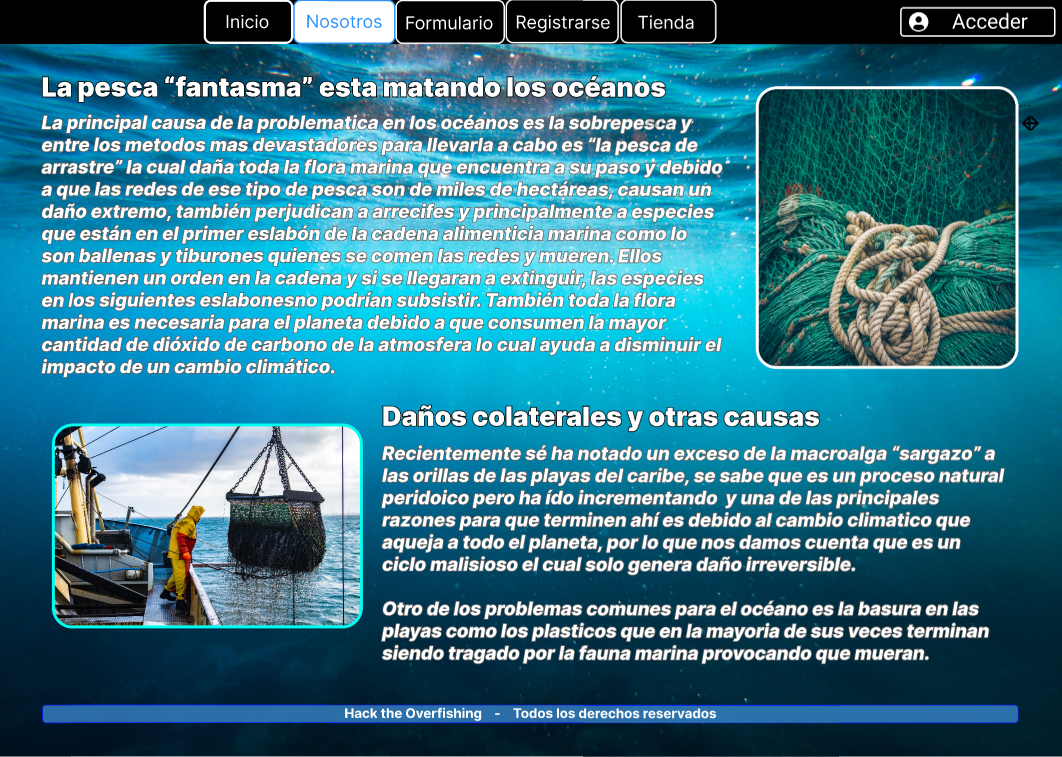 Inicio
Nosotros
Formulario
Registrarse
Tienda
Acceder
La pesca “fantasma” esta matando los océanos
La principal causa de la problematica en los océanos es la sobrepesca y
entre los metodos mas devastadores para llevarla a cabo es “la pesca de
arrastre” la cual daña toda la flora marina que encuentra a su paso y debido
a que las redes de ese tipo de pesca son de miles de hectáreas, causan un
daño extremo, también perjudican a arrecifes y principalmente a especies
que están en el primer eslabón de la cadena alimenticia marina como lo
son ballenas y tiburones quienes se comen las redes y mueren. Ellos
mantienen un orden en la cadena y si se llegaran a extinguir, las especies
en los siguientes eslabonesno podrían subsistir. También toda la flora
marina es necesaria para el planeta debido a que consumen la mayor
cantidad de dióxido de carbono de la atmosfera lo cual ayuda a disminuir el
impacto de un cambio climático.
Daños colaterales y otras causas
Recientemente sé ha notado un exceso de la macroalga “sargazo” a
las orillas de las playas del caribe, se sabe que es un proceso natural
peridoico pero ha ído incrementando  y una de las principales
razones para que terminen ahí es debido al cambio climatico que
aqueja a todo el planeta, por lo que nos damos cuenta que es un
ciclo malisioso el cual solo genera daño irreversible.
Otro de los problemas comunes para el océano es la basura en las
playas como los plasticos que en la mayoria de sus veces terminan
siendo tragado por la fauna marina provocando que mueran.
Hack the Overfishing - Todos los derechos reservados